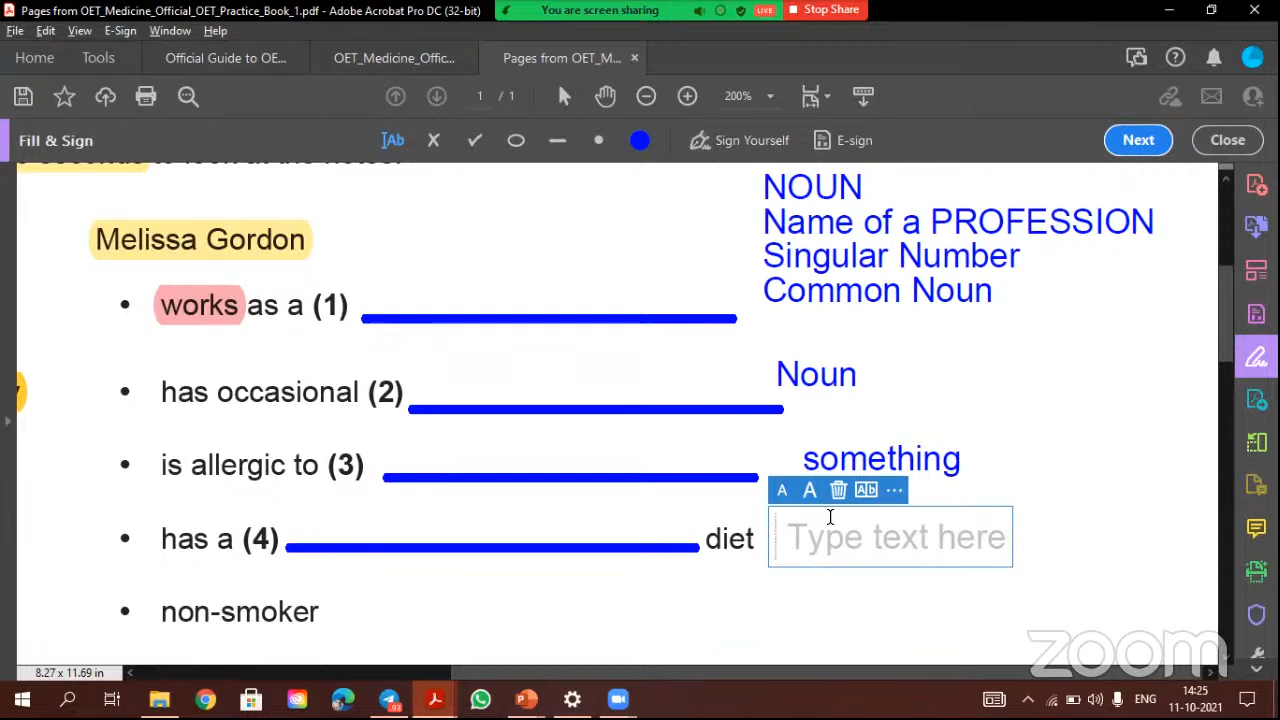 Pages from OET_Medicine_Official_OET_Practice_Book_1.pdf - Adobe Acrobat Pro DC (32-bit)
You are screen sharing
LIVE
Stop Share
File Edit View E-Sign Window Help
Home Tools Official Guide to OE... OET_Medicine_Offic... Pages from OET_M... ×
1 / 1 200%
Fill & Sign
Ab Sign Yourself E-sign Next Close
Melissa Gordon
• works as a (1)
• has occasional (2)
• is allergic to (3)
• has a (4) diet
• non-smoker
NOUN
Name of a PROFESSION
Singular Number
Common Noun
Noun
something
A A Ab ...
Type text here
zoom
8.27 x 11.69 in
93
ENG
14:25
11-10-2021